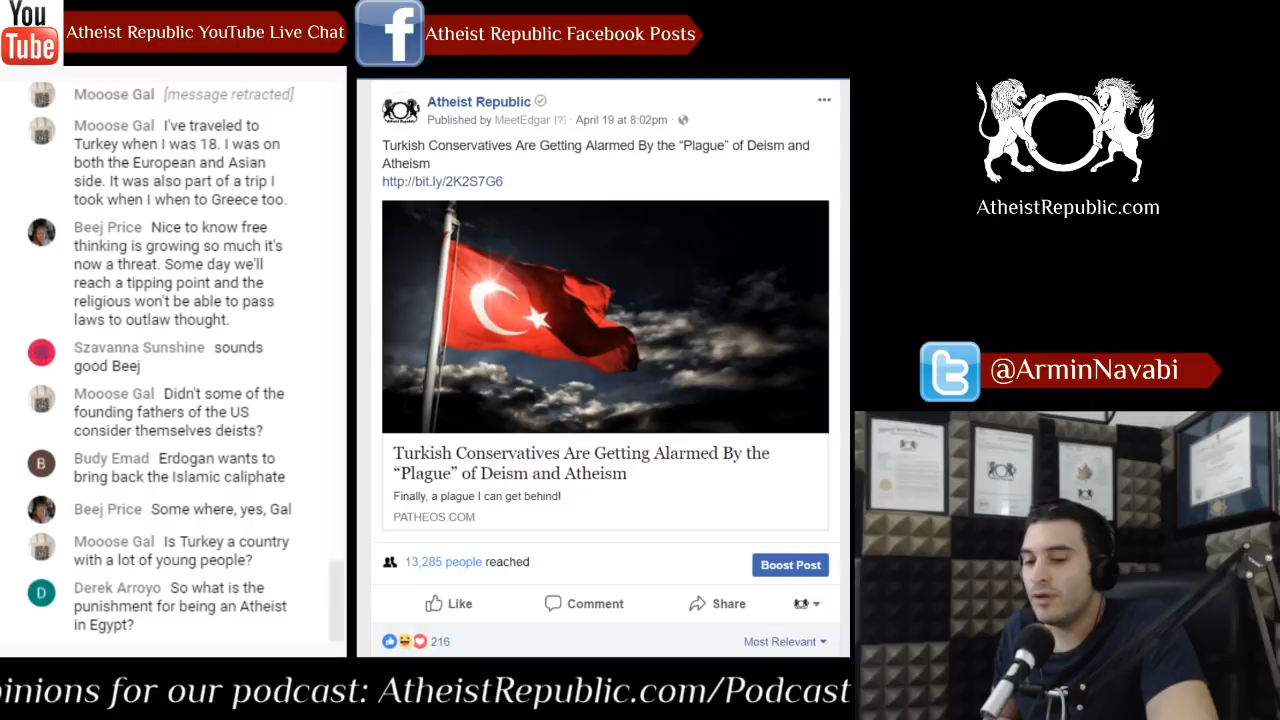 You
Tube
Atheist Republic YouTube Live Chat
Atheist Republic Facebook Posts
Mooose Gal [message retracted]
Mooose Gal I've traveled to
Turkey when I was 18. I was on
both the European and Asian
side. It was also part of a trip I
took when I when to Greece too.
Beej Price Nice to know free
thinking is growing so much it's
now a threat. Some day we'll
reach a tipping point and the
religious won't be able to pass
laws to outlaw thought.
Szavanna Sunshine sounds
good Beej
Mooose Gal Didn't some of the
founding fathers of the US
consider themselves deists?
B
Budy Emad Erdogan wants to
bring back the Islamic caliphate
Beej Price Some where, yes, Gal
Mooose Gal Is Turkey a country
with a lot of young people?
D
Derek Arroyo So what is the
punishment for being an Atheist
in Egypt?
Atheist Republic
Published by MeetEdgar [?] · April 19 at 8:02pm ·
Turkish Conservatives Are Getting Alarmed By the “Plague” of Deism and
Atheism
http://bit.ly/2K2S7G6
Turkish Conservatives Are Getting Alarmed By the
“Plague” of Deism and Atheism
Finally, a plague I can get behind!
PATHEOS.COM
13,285 people reached
Boost Post
Like
Comment
Share
216
Most Relevant
AtheistRepublic.com
@ArminNavabi
pinions for our podcast: AtheistRepublic.com/Podcast